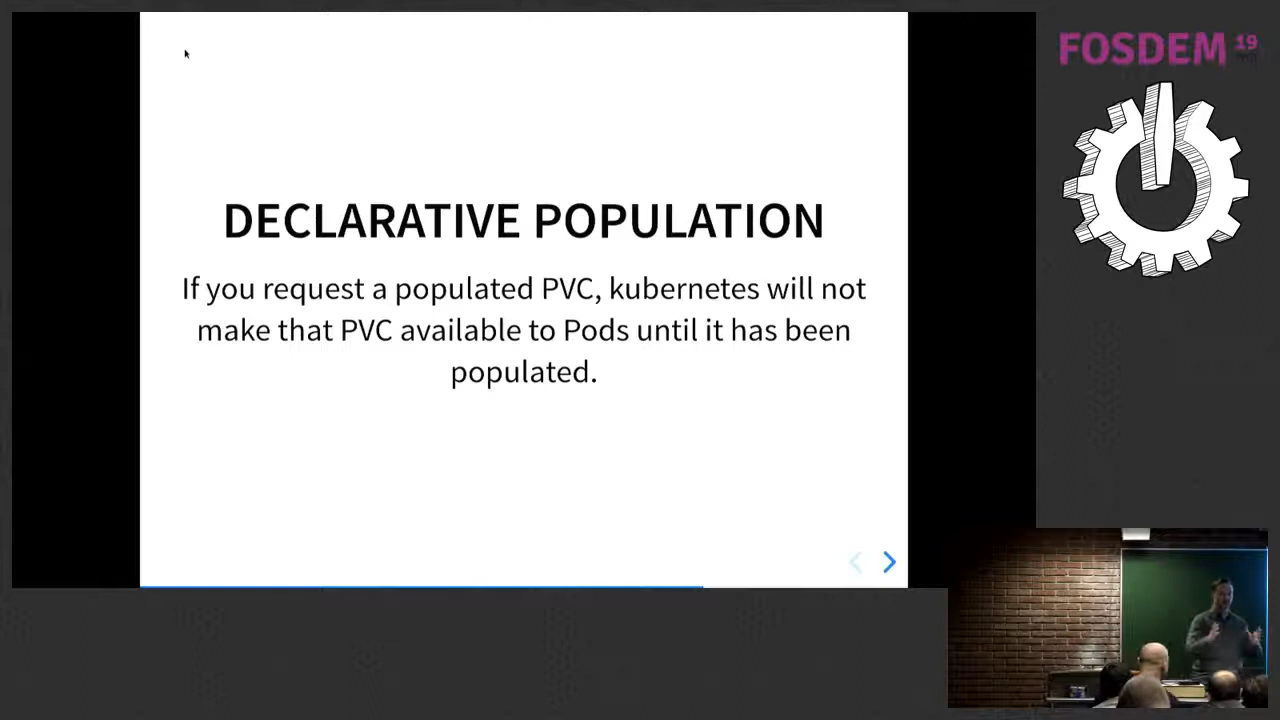 FOSDEM 19
DECLARATIVE POPULATION
If you request a populated PVC, kubernetes will not
make that PVC available to Pods until it has been
populated.